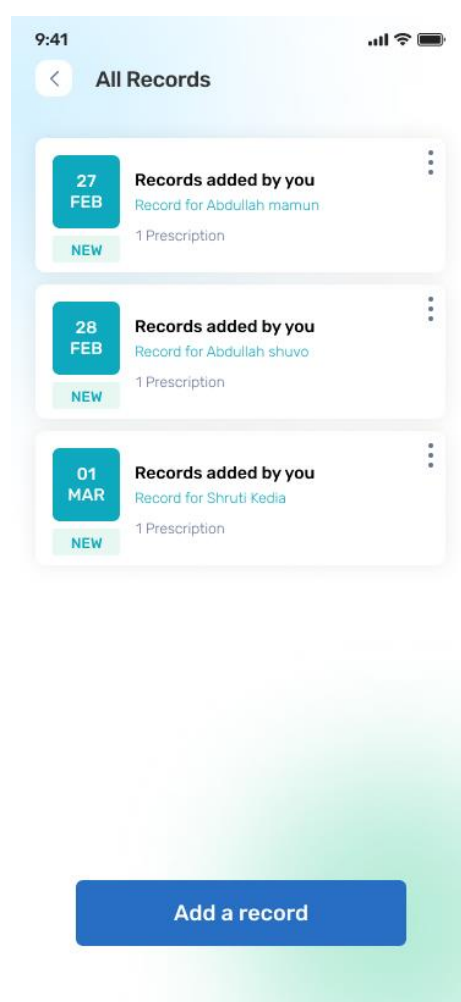 9:41
All Records
27
FEB
NEW
Records added by you
Record for Abdullah mamun
1 Prescription
28
FEB
NEW
Records added by you
Record for Abdullah shuvo
1 Prescription
01
MAR
NEW
Records added by you
Record for Shruti Kedia
1 Prescription
Add a record